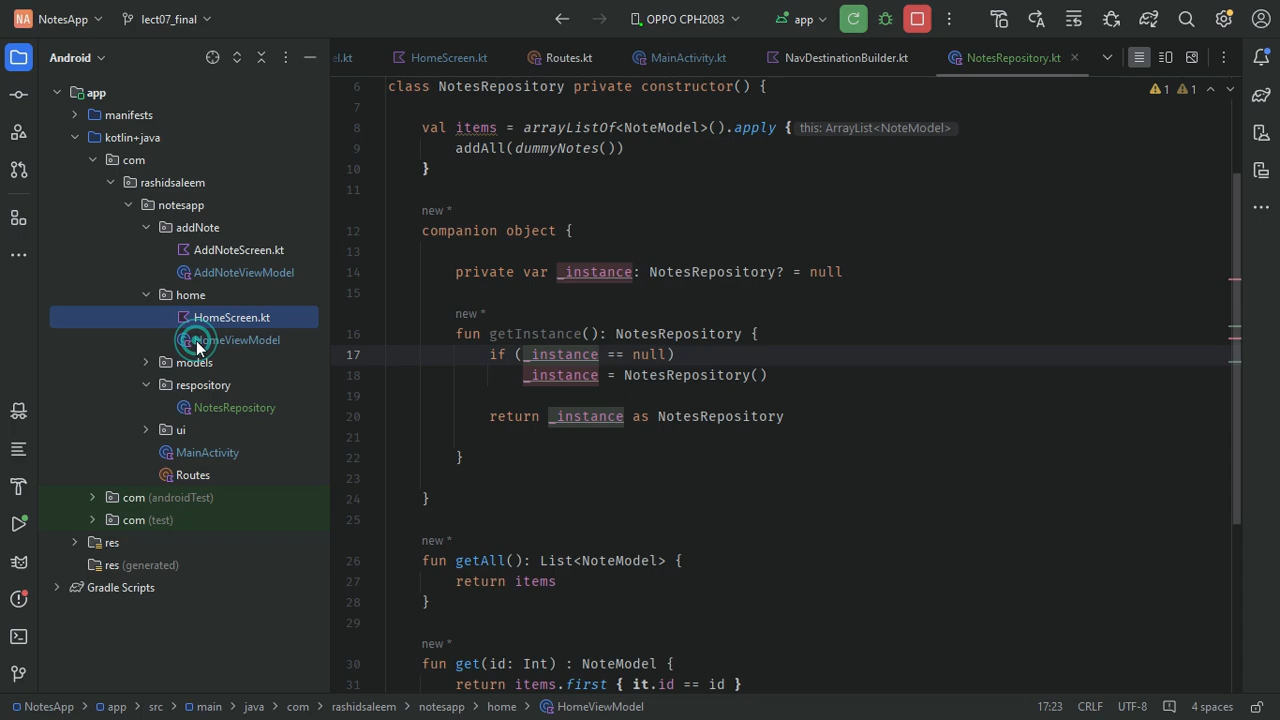 NA NotesApp lect07_final OPPO CPH2083 app
Android
el.kt HomeScreen.kt Routes.kt MainActivity.kt NavDestinationBuilder.kt NotesRepository.kt
app
manifests
kotlin+java
com
rashidsaleem
notesapp
addNote
AddNoteScreen.kt
AddNoteViewModel
home
HomeScreen.kt
HomeViewModel
models
respository
NotesRepository
ui
MainActivity
Routes
com (androidTest)
com (test)
res
res (generated)
Gradle Scripts
1 1
6 class NotesRepository private constructor() {
7
8 val items = arrayListOf<NoteModel>().apply { this: ArrayList<NoteModel>
9 addAll(dummyNotes())
10 }
11
new *
12 companion object {
13
14 private var _instance: NotesRepository? = null
15
new *
16 fun getInstance(): NotesRepository {
17 if (_instance == null)
18 _instance = NotesRepository()
19
20 return _instance as NotesRepository
21
22 }
23
24 }
25
new *
26 fun getAll(): List<NoteModel> {
27 return items
28 }
29
new *
30 fun get(id: Int) : NoteModel {
31 return items.first { it.id == id }
NotesApp > app > src > main > java > com > rashidsaleem > notesapp > home > HomeViewModel 17:23 CRLF UTF-8 4 spaces